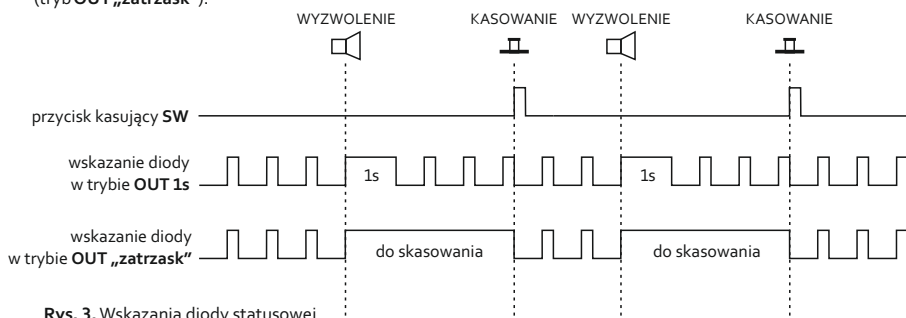 (tryb OUT „zatrzask”).
WYZWOLENIE KASOWANIE WYZWOLENIE KASOWANIE
przycisk kasujący SW
wskazanie diody
w trybie OUT 1s
1s 1s
wskazanie diody
w trybie OUT „zatrzask”
do skasowania do skasowania
Rys. 3. Wskazania diody statusowej